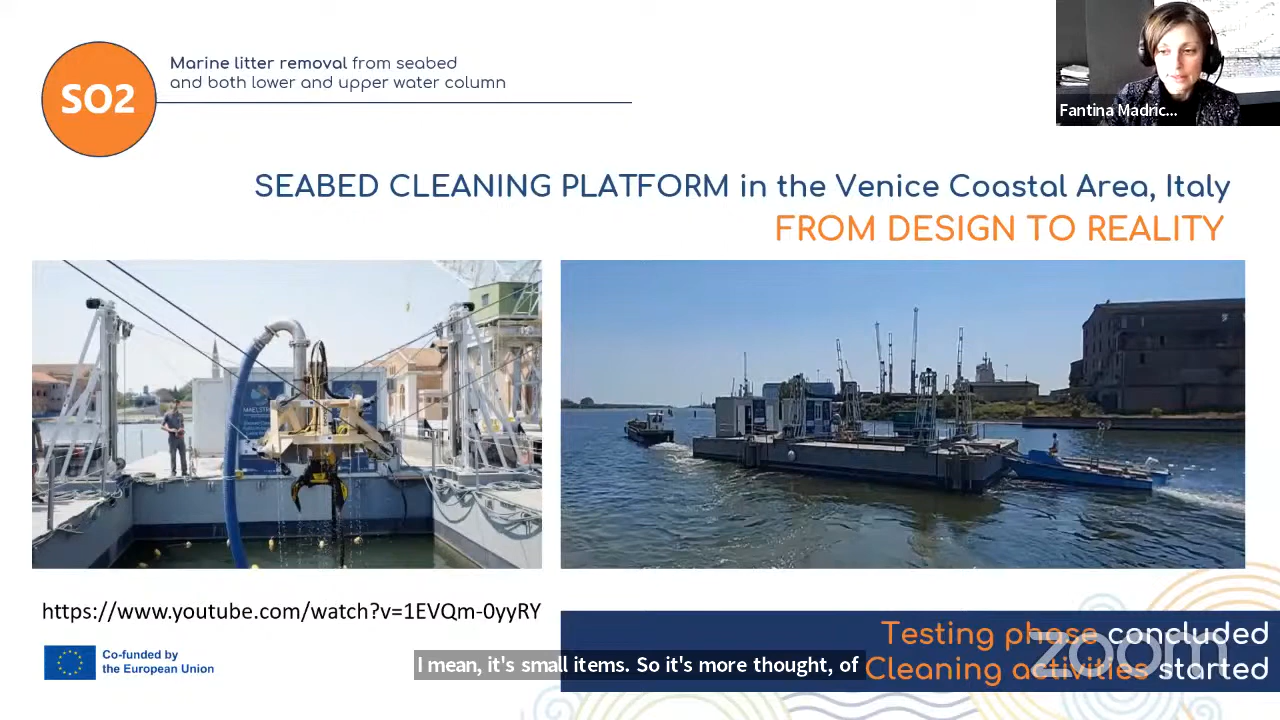 SO2
Marine litter removal from seabed
and both lower and upper water column
Fantina Madric...
SEABED CLEANING PLATFORM in the Venice Coastal Area, Italy
FROM DESIGN TO REALITY
MAELSTR
https://www.youtube.com/watch?v=1EVQm-0yyRY
Co-funded by
the European Union
Testing phase concluded
Cleaning activities started
zoom
I mean, it's small items. So it's more thought, of